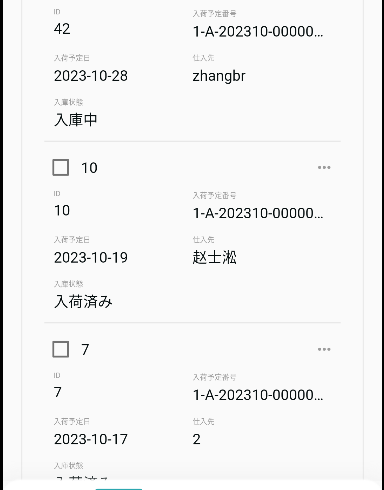 ID 入荷予定番号
42 1-A-202310-00000...
入荷予定日 仕入先
2023-10-28 zhangbr
入庫状態
入庫中
10
ID 入荷予定番号
10 1-A-202310-00000...
入荷予定日 仕入先
2023-10-19 赵士淞
入庫状態
入荷済み
7
ID 入荷予定番号
7 1-A-202310-00000...
入荷予定日 仕入先
2023-10-17 2
入庫状態